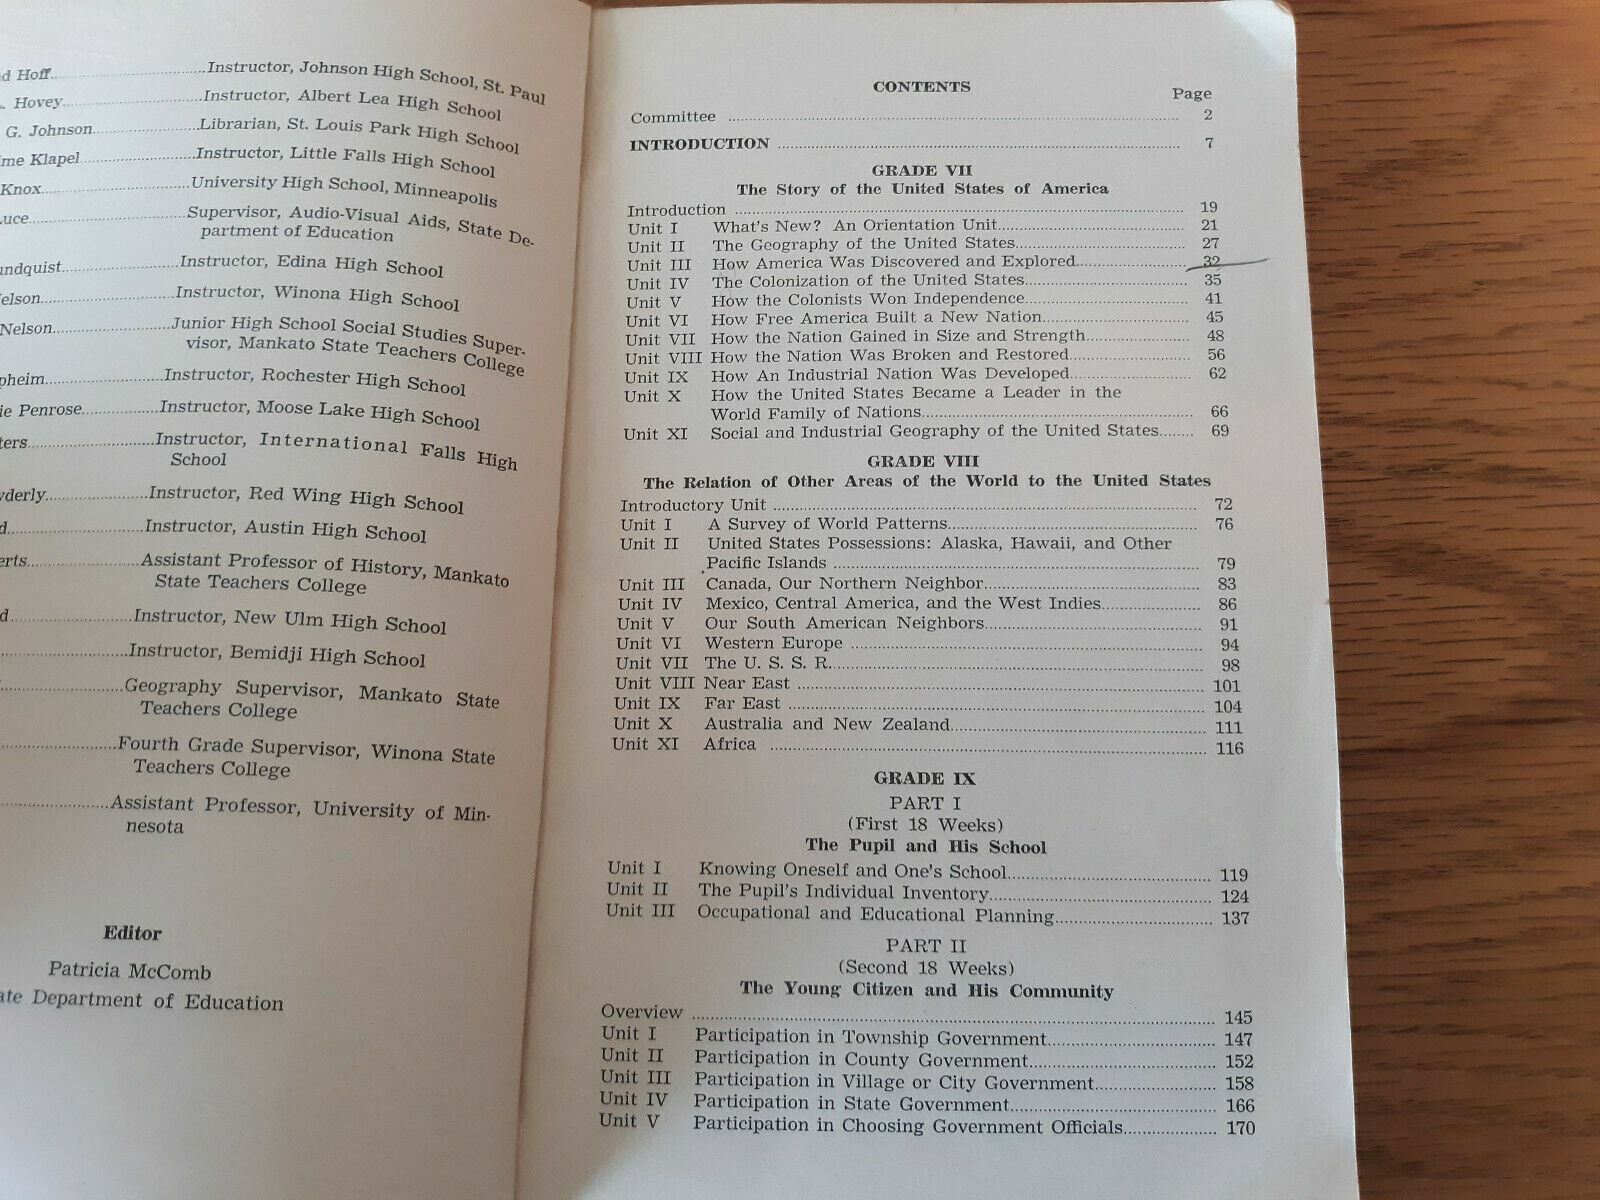 Hoff..........Instructor, Johnson High School, St. Paul
Hovey..........Instructor, Albert Lea High School
G. Johnson..........Librarian, St. Louis Park High School
Klapel..........Instructor, Little Falls High School
Knox..........University High School, Minneapolis
..........Supervisor, Audio-Visual Aids, State De-
partment of Education
..........Instructor, Edina High School
..........Instructor, Winona High School
Nelson..........Junior High School Social Studies Super-
visor, Mankato State Teachers College
..........Instructor, Rochester High School
Penrose..........Instructor, Moose Lake High School
..........Instructor, International Falls High
School
..........Instructor, Red Wing High School
..........Instructor, Austin High School
..........Assistant Professor of History, Mankato
State Teachers College
..........Instructor, New Ulm High School
..........Instructor, Bemidji High School
..........Geography Supervisor, Mankato State
Teachers College
..........Fourth Grade Supervisor, Winona State
Teachers College
..........Assistant Professor, University of Min-
nesota
Editor
Patricia McComb
Department of Education
CONTENTS
Page
Committee .......... 2
INTRODUCTION .......... 7
GRADE VII
The Story of the United States of America
Introduction .......... 19
Unit I What's New? An Orientation Unit.......... 21
Unit II The Geography of the United States.......... 27
Unit III How America Was Discovered and Explored.......... 32
Unit IV The Colonization of the United States.......... 35
Unit V How the Colonists Won Independence.......... 41
Unit VI How Free America Built a New Nation.......... 45
Unit VII How the Nation Gained in Size and Strength.......... 48
Unit VIII How the Nation Was Broken and Restored.......... 56
Unit IX How An Industrial Nation Was Developed.......... 62
Unit X How the United States Became a Leader in the
World Family of Nations.......... 66
Unit XI Social and Industrial Geography of the United States........ 69
GRADE VIII
The Relation of Other Areas of the World to the United States
Introductory Unit .......... 72
Unit I A Survey of World Patterns.......... 76
Unit II United States Possessions: Alaska, Hawaii, and Other
Pacific Islands .......... 79
Unit III Canada, Our Northern Neighbor.......... 83
Unit IV Mexico, Central America, and the West Indies.......... 86
Unit V Our South American Neighbors.......... 91
Unit VI Western Europe .......... 94
Unit VII The U. S. S. R.......... 98
Unit VIII Near East .......... 101
Unit IX Far East .......... 104
Unit X Australia and New Zealand.......... 111
Unit XI Africa .......... 116
GRADE IX
PART I
(First 18 Weeks)
The Pupil and His School
Unit I Knowing Oneself and One's School.......... 119
Unit II The Pupil's Individual Inventory.......... 124
Unit III Occupational and Educational Planning.......... 137
PART II
(Second 18 Weeks)
The Young Citizen and His Community
Overview .......... 145
Unit I Participation in Township Government.......... 147
Unit II Participation in County Government.......... 152
Unit III Participation in Village or City Government.......... 158
Unit IV Participation in State Government.......... 166
Unit V Participation in Choosing Government Officials.......... 170